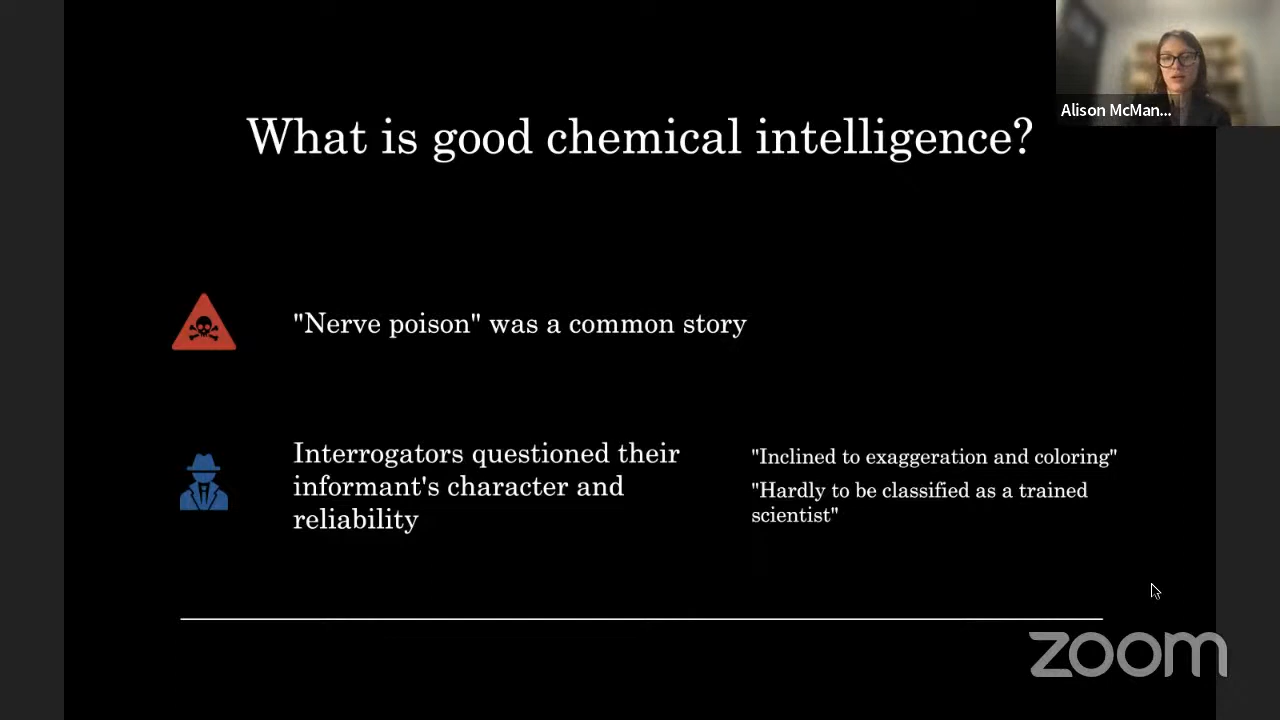 Alison McMan...
What is good chemical intelligence?
"Nerve poison" was a common story
Interrogators questioned their
informant's character and
reliability
"Inclined to exaggeration and coloring"
"Hardly to be classified as a trained
scientist"
zoom